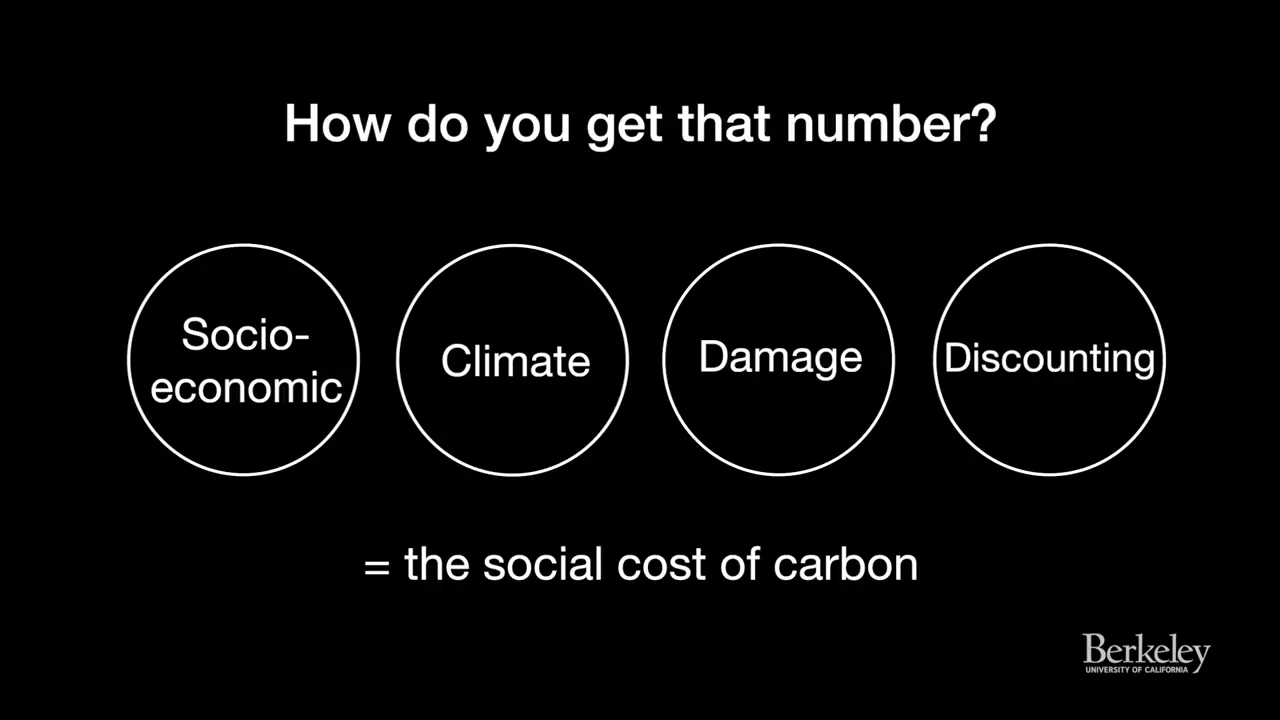 How do you get that number?
Socio-
economic
Climate
Damage
Discounting
= the social cost of carbon
Berkeley
UNIVERSITY OF CALIFORNIA